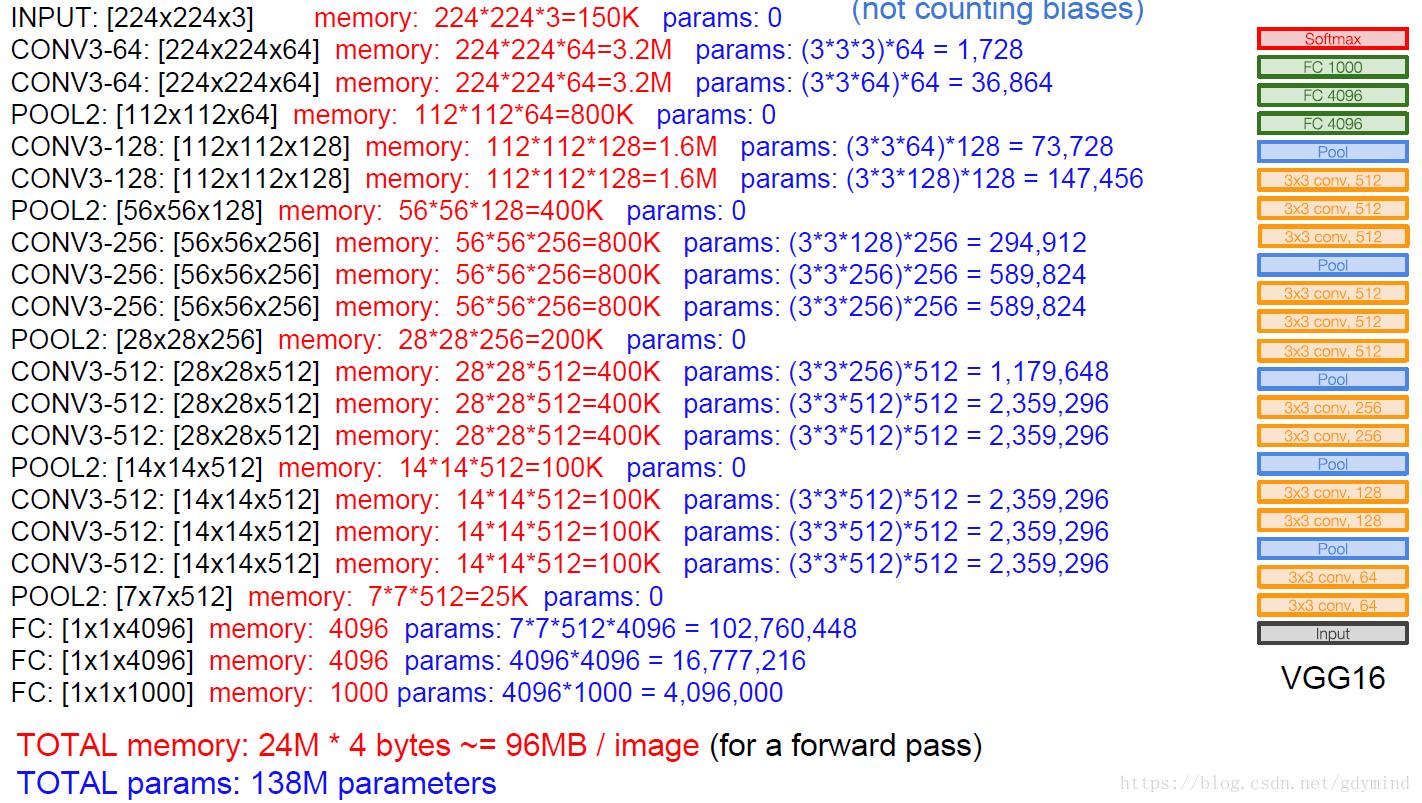 (not counting biases)
INPUT: [224x224x3] memory: 224*224*3=150K params: 0
CONV3-64: [224x224x64] memory: 224*224*64=3.2M params: (3*3*3)*64 = 1,728
CONV3-64: [224x224x64] memory: 224*224*64=3.2M params: (3*3*64)*64 = 36,864
POOL2: [112x112x64] memory: 112*112*64=800K params: 0
CONV3-128: [112x112x128] memory: 112*112*128=1.6M params: (3*3*64)*128 = 73,728
CONV3-128: [112x112x128] memory: 112*112*128=1.6M params: (3*3*128)*128 = 147,456
POOL2: [56x56x128] memory: 56*56*128=400K params: 0
CONV3-256: [56x56x256] memory: 56*56*256=800K params: (3*3*128)*256 = 294,912
CONV3-256: [56x56x256] memory: 56*56*256=800K params: (3*3*256)*256 = 589,824
CONV3-256: [56x56x256] memory: 56*56*256=800K params: (3*3*256)*256 = 589,824
POOL2: [28x28x256] memory: 28*28*256=200K params: 0
CONV3-512: [28x28x512] memory: 28*28*512=400K params: (3*3*256)*512 = 1,179,648
CONV3-512: [28x28x512] memory: 28*28*512=400K params: (3*3*512)*512 = 2,359,296
CONV3-512: [28x28x512] memory: 28*28*512=400K params: (3*3*512)*512 = 2,359,296
POOL2: [14x14x512] memory: 14*14*512=100K params: 0
CONV3-512: [14x14x512] memory: 14*14*512=100K params: (3*3*512)*512 = 2,359,296
CONV3-512: [14x14x512] memory: 14*14*512=100K params: (3*3*512)*512 = 2,359,296
CONV3-512: [14x14x512] memory: 14*14*512=100K params: (3*3*512)*512 = 2,359,296
POOL2: [7x7x512] memory: 7*7*512=25K params: 0
FC: [1x1x4096] memory: 4096 params: 7*7*512*4096 = 102,760,448
FC: [1x1x4096] memory: 4096 params: 4096*4096 = 16,777,216
FC: [1x1x1000] memory: 1000 params: 4096*1000 = 4,096,000
TOTAL memory: 24M * 4 bytes ~= 96MB / image (for a forward pass)
TOTAL params: 138M parameters
Softmax
FC 1000
FC 4096
FC 4096
Pool
3x3 conv, 512
3x3 conv, 512
3x3 conv, 512
Pool
3x3 conv, 512
3x3 conv, 512
3x3 conv, 512
Pool
3x3 conv, 256
3x3 conv, 256
Pool
3x3 conv, 128
3x3 conv, 128
Pool
3x3 conv, 64
3x3 conv, 64
Input
VGG16
https://blog.csdn.net/gdymind